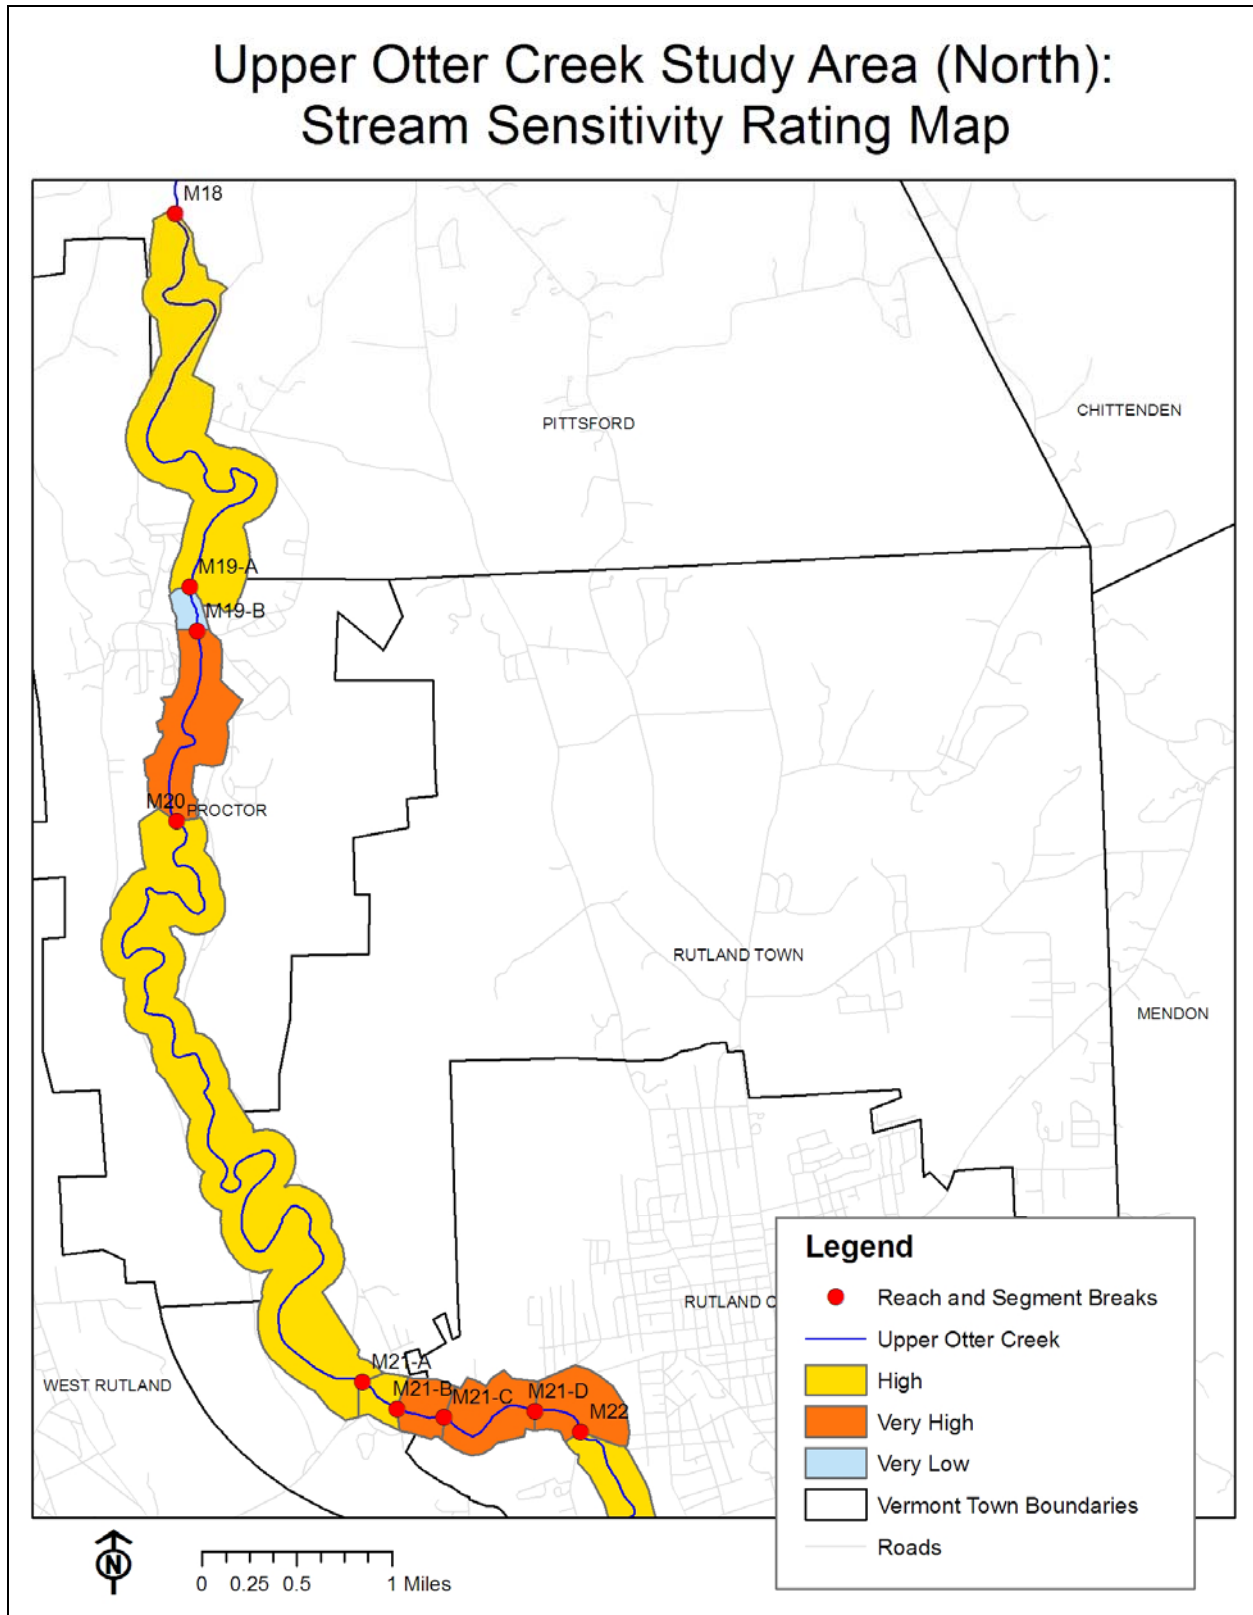 Upper Otter Creek Study Area (North):
Stream Sensitivity Rating Map
M18
CHITTENDEN
PITTSFORD
M19-A
M19-B
M20
PROCTOR
RUTLAND TOWN
MENDON
RUTLAND C
WEST RUTLAND
M21-A
M21-B
M21-C
M21-D
M22
Legend
Reach and Segment Breaks
Upper Otter Creek
High
Very High
Very Low
Vermont Town Boundaries
Roads
N
0 0.25 0.5 1 Miles